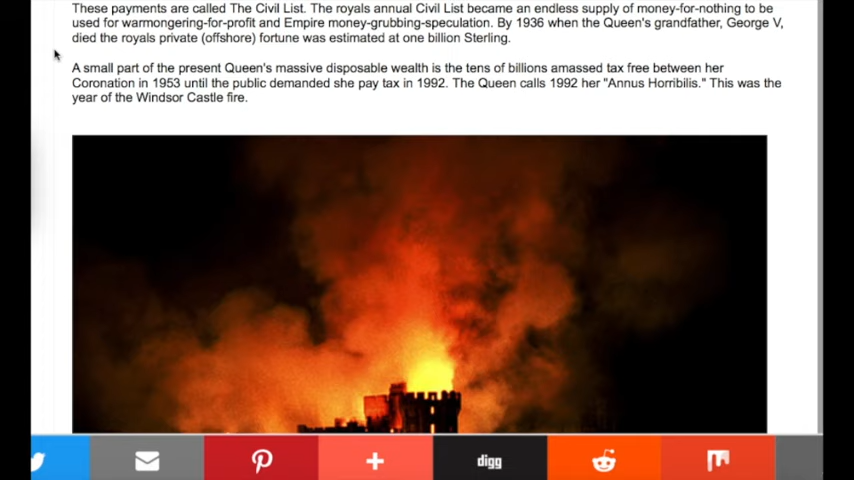 These payments are called The Civil List. The royals annual Civil List became an endless supply of money-for-nothing to be
used for warmongering-for-profit and Empire money-grubbing-speculation. By 1936 when the Queen's grandfather, George V,
died the royals private (offshore) fortune was estimated at one billion Sterling.
A small part of the present Queen's massive disposable wealth is the tens of billions amassed tax free between her
Coronation in 1953 until the public demanded she pay tax in 1992. The Queen calls 1992 her "Annus Horribilis." This was the
year of the Windsor Castle fire.
digg